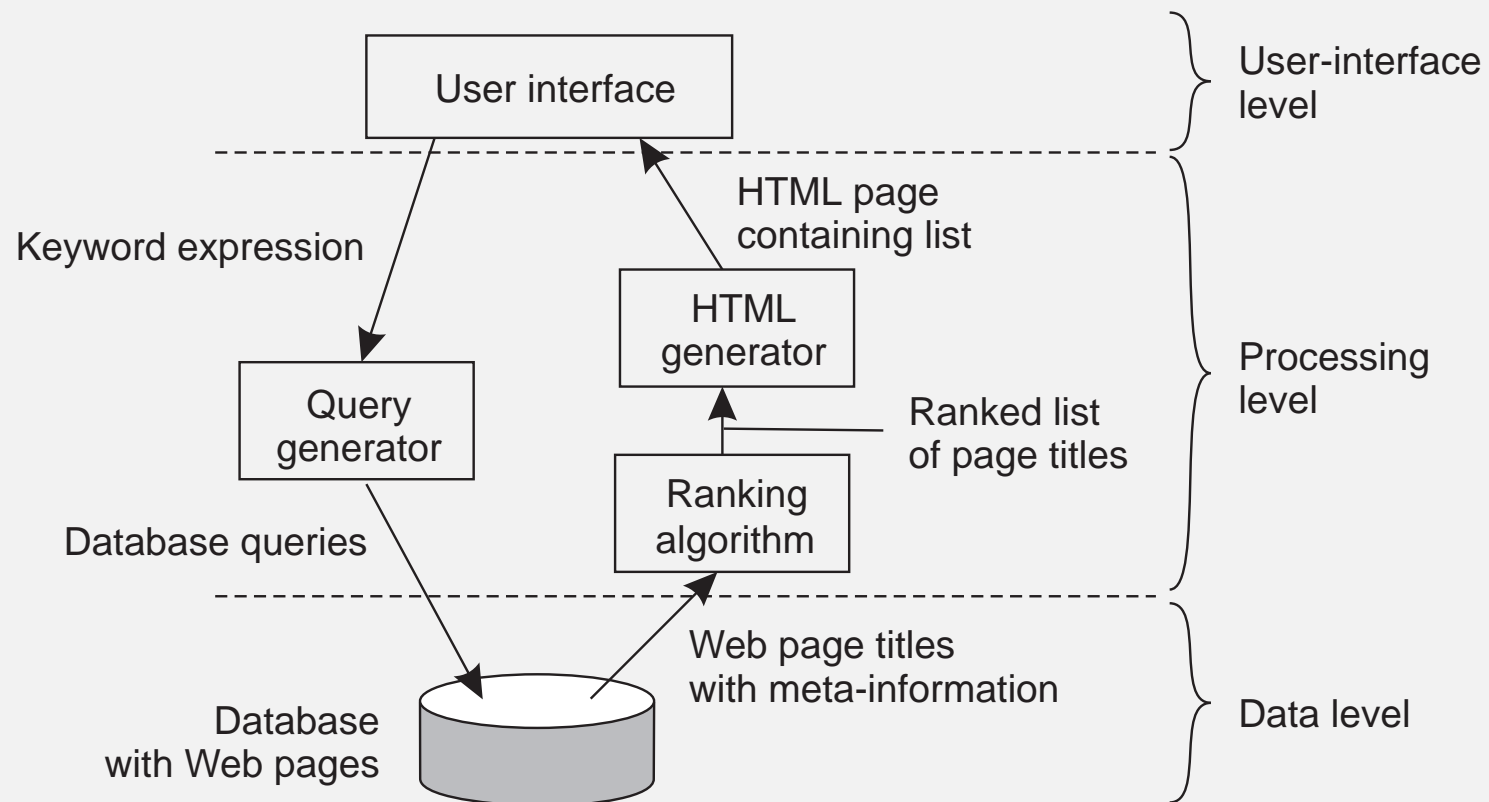 User interface
User-interface
level
HTML page
containing list
Keyword expression
HTML
generator
Processing
level
Query
generator
Ranked list
of page titles
Ranking
algorithm
Database queries
Web page titles
with meta-information
Database
with Web pages
Data level